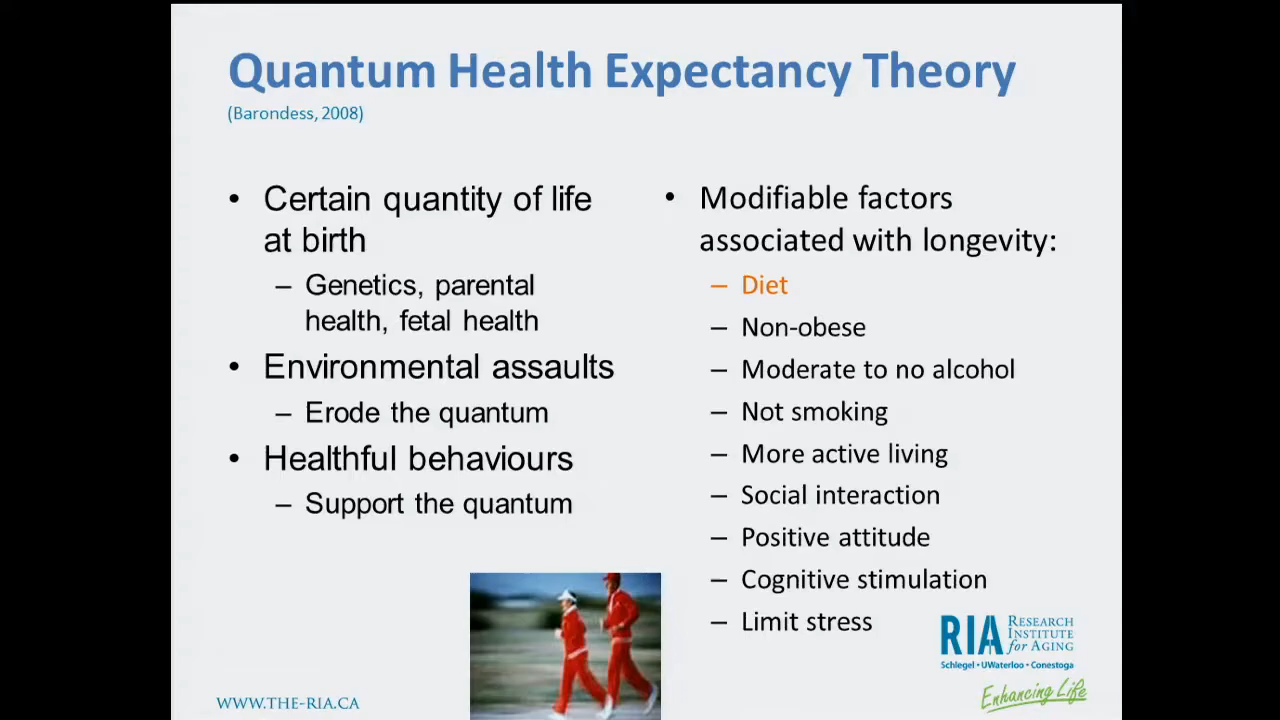 Quantum Health Expectancy Theory
(Barondess, 2008)
• Certain quantity of life
at birth
– Genetics, parental
health, fetal health
• Environmental assaults
– Erode the quantum
• Healthful behaviours
– Support the quantum
• Modifiable factors
associated with longevity:
– Diet
– Non-obese
– Moderate to no alcohol
– Not smoking
– More active living
– Social interaction
– Positive attitude
– Cognitive stimulation
– Limit stress
RIA
RESEARCH
INSTITUTE
for AGING
Schlegel • UWaterloo • Conestoga
Enhancing Life
WWW.THE-RIA.CA